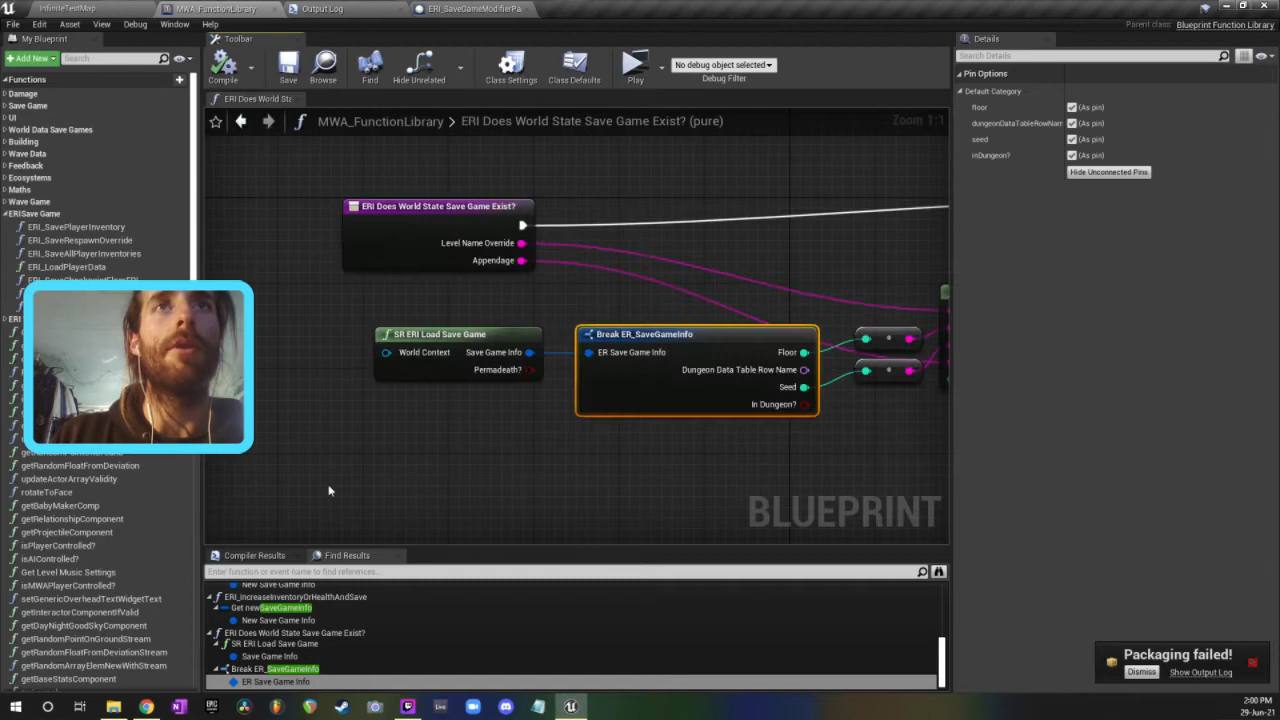 InfiniteTestMap
MWA_FunctionLibrary
Output Log
ERI_SaveGameModifierPa
File Edit Asset View Debug Window Help
Parent class: Blueprint Function Library
My Blueprint
Toolbar
Details
Add New
Search
Search Details
Compile
Save
Browse
Find
Hide Unrelated
Class Settings
Class Defaults
Play
No debug object selected
Debug Filter
Functions
Damage
Save Game
UI
World Data Save Games
Building
Wave Data
Feedback
Ecosystems
Maths
Wave Game
ERISave Game
ERI_SavePlayerInventory
ERI_SaveRespawnOverride
ERI_SaveAllPlayerInventories
ERI_LoadPlayerData
getRandomFloatFromDeviation
updateActorArrayValidity
rotateToFace
getBabyMakerComp
getRelationshipComponent
getProjectileComponent
isPlayerControlled?
isAIControlled?
Get Level Music Settings
isMWAPlayerControlled?
setGenericOverheadTextWidgetText
getInteractorComponentIfValid
getDayNightGoodSkyComponent
getRandomPointOnGroundStream
getRandomFloatFromDeviationStream
getRandomArrayElemNewWithStream
getBaseStatsComponent
ERI Does World Sta
MWA_FunctionLibrary > ERI Does World State Save Game Exist? (pure)
Zoom 1:1
ERI Does World State Save Game Exist?
Level Name Override
Appendage
SR ERI Load Save Game
World Context
Save Game Info
Permadeath?
Break ER_SaveGameInfo
ER Save Game Info
Floor
Dungeon Data Table Row Name
Seed
In Dungeon?
BLUEPRINT
Pin Options
Default Category
floor
(As pin)
dungeonDataTableRowNam
(As pin)
seed
(As pin)
inDungeon?
(As pin)
Hide Unconnected Pins
Compiler Results
Find Results
Enter function or event name to find references...
New Save Game Info
ERI_IncreaseInventoryOrHealthAndSave
Get newSaveGameInfo
New Save Game Info
ERI Does World State Save Game Exist?
SR ERI Load Save Game
Save Game Info
Break ER_SaveGameInfo
ER Save Game Info
Packaging failed!
Dismiss
Show Output Log
2:00 PM
29-Jun-21